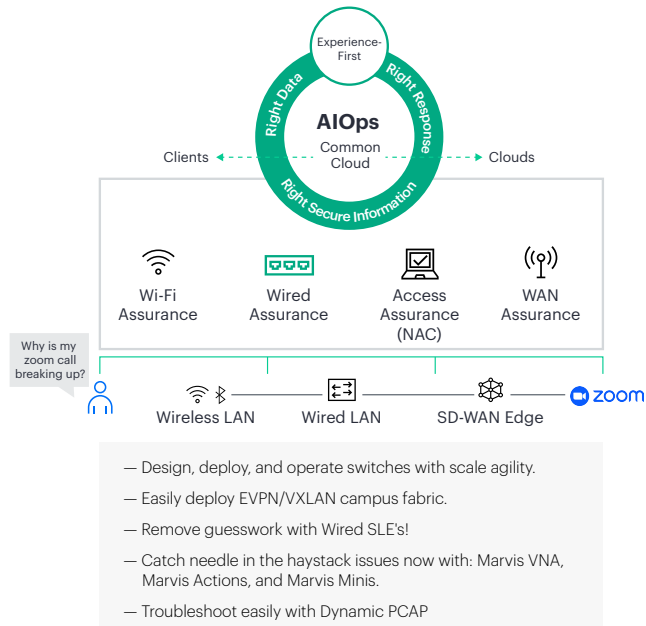 Experience-
First
Right Data
Right Response
AIOps
Common
Cloud
Clients
Clouds
Right Secure Information
Wi-Fi
Assurance
Wired
Assurance
Access
Assurance
(NAC)
WAN
Assurance
Why is my
zoom call
breaking up?
zoom
Wireless LAN
Wired LAN
SD-WAN Edge
— Design, deploy, and operate switches with scale agility.
— Easily deploy EVPN/VXLAN campus fabric.
— Remove guesswork with Wired SLE's!
— Catch needle in the haystack issues now with: Marvis VNA,
Marvis Actions, and Marvis Minis.
— Troubleshoot easily with Dynamic PCAP